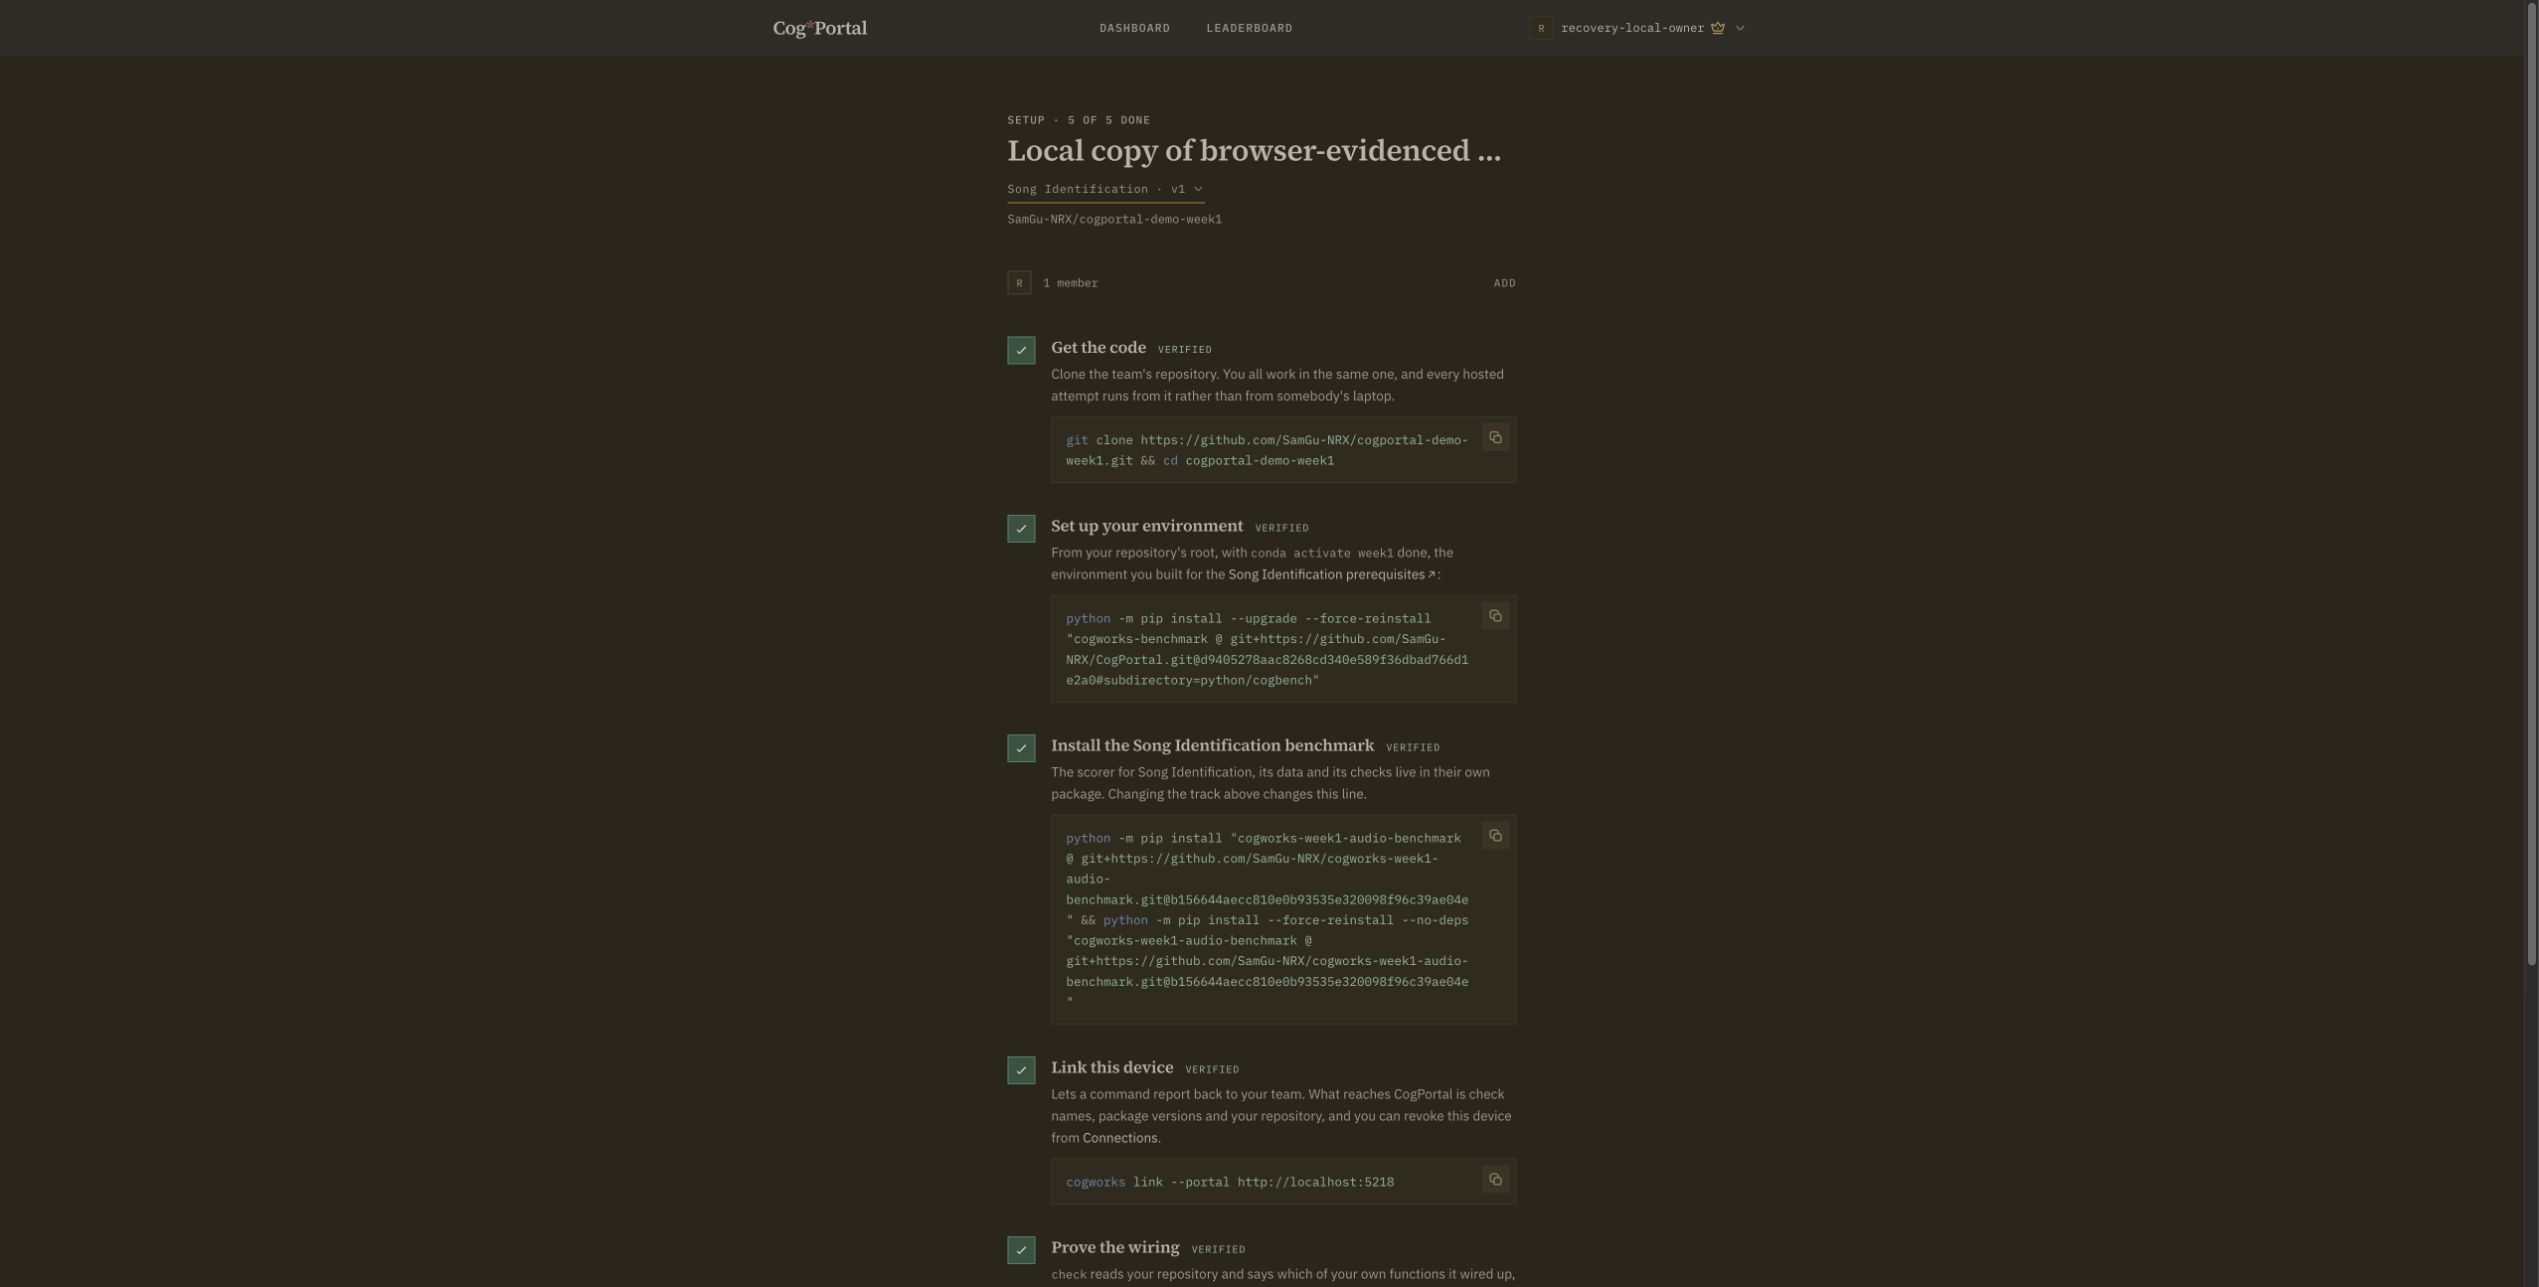 Cog*Portal
DASHBOARD
LEADERBOARD
R
recovery-local-owner
SETUP · 5 OF 5 DONE
Local copy of browser-evidenced ...
Song Identification · v1
SamGu-NRX/cogportal-demo-week1
R
1 member
ADD
Get the code VERIFIED
Clone the team's repository. You all work in the same one, and every hosted
attempt runs from it rather than from somebody's laptop.
git clone https://github.com/SamGu-NRX/cogportal-demo-
week1.git && cd cogportal-demo-week1
Set up your environment VERIFIED
From your repository's root, with conda activate week1 done, the
environment you built for the Song Identification prerequisites↗:
python -m pip install --upgrade --force-reinstall
"cogworks-benchmark @ git+https://github.com/SamGu-
NRX/CogPortal.git@d9405278aac8268cd340e589f36dbad766d1
e2a0#subdirectory=python/cogbench"
Install the Song Identification benchmark VERIFIED
The scorer for Song Identification, its data and its checks live in their own
package. Changing the track above changes this line.
python -m pip install "cogworks-week1-audio-benchmark
@ git+https://github.com/SamGu-NRX/cogworks-week1-
audio-
benchmark.git@b156644aecc810e0b93535e320098f96c39ae04e
" && python -m pip install --force-reinstall --no-deps
"cogworks-week1-audio-benchmark @
git+https://github.com/SamGu-NRX/cogworks-week1-audio-
benchmark.git@b156644aecc810e0b93535e320098f96c39ae04e
"
Link this device VERIFIED
Lets a command report back to your team. What reaches CogPortal is check
names, package versions and your repository, and you can revoke this device
from Connections.
cogworks link --portal http://localhost:5218
Prove the wiring VERIFIED
check reads your repository and says which of your own functions it wired up,